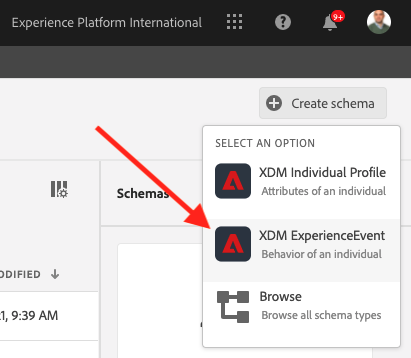 Experience Platform International
9+
Create schema
SELECT AN OPTION
XDM Individual Profile
Attributes of an individual
Schemas
XDM ExperienceEvent
Behavior of an individual
ODIFIED ↓
Browse
Browse all schema types
1, 9:39 AM